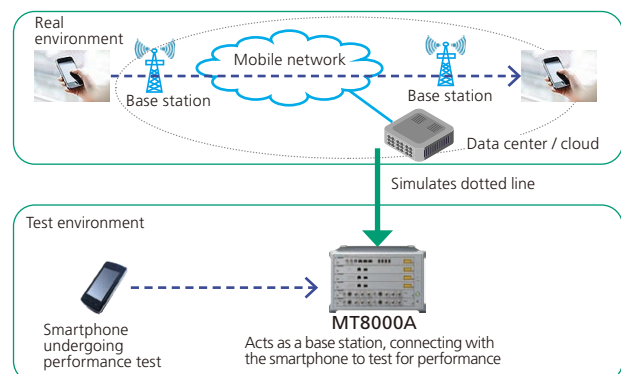 Real
environment
Mobile network
Base station
Base station
Data center / cloud
Simulates dotted line
Test environment
MT8000A
Smartphone
undergoing
performance test
Acts as a base station, connecting with
the smartphone to test for performance